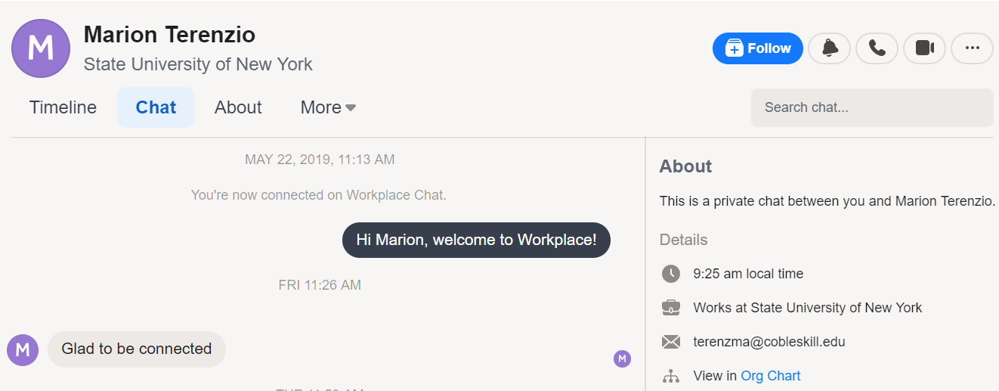 M
Marion Terenzio
State University of New York
Follow
Timeline
Chat
About
More
Search chat...
MAY 22, 2019, 11:13 AM
You're now connected on Workplace Chat.
Hi Marion, welcome to Workplace!
FRI 11:26 AM
M
Glad to be connected
M
About
This is a private chat between you and Marion Terenzio.
Details
9:25 am local time
Works at State University of New York
terenzma@cobleskill.edu
View in Org Chart